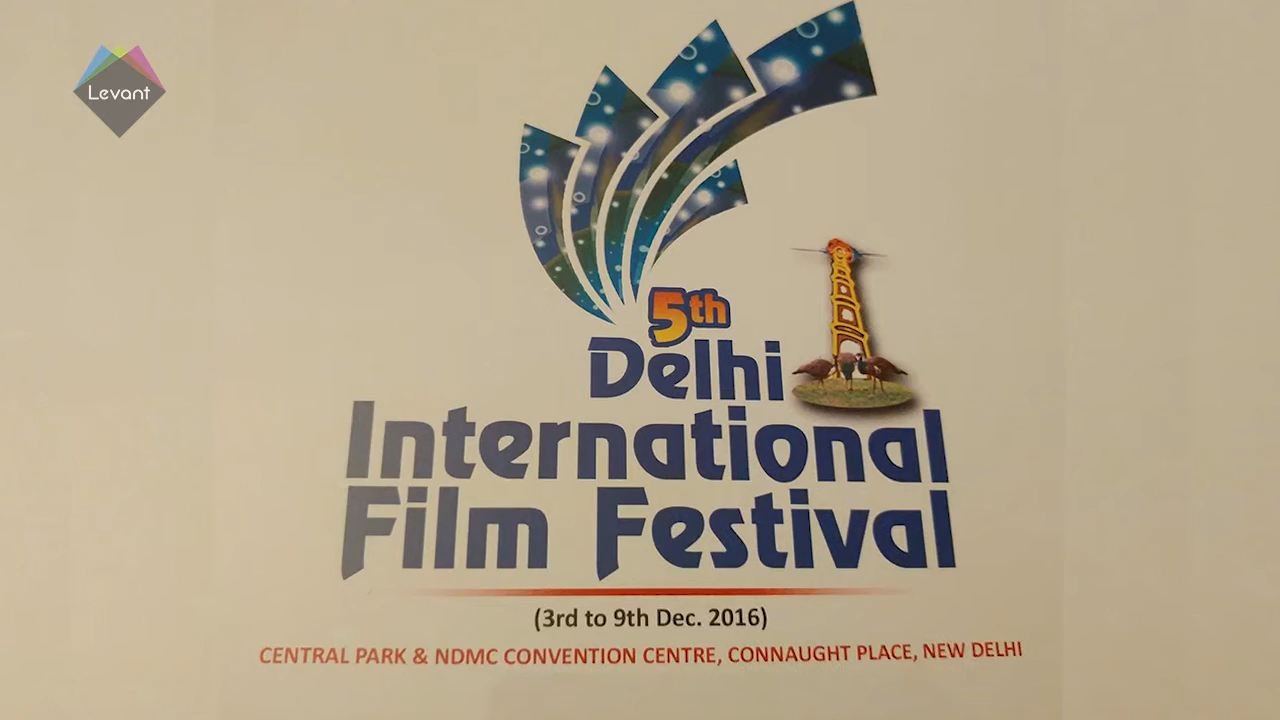 Levant
5th
Delhi
International
Film Festival
(3rd to 9th Dec. 2016)
CENTRAL PARK & NDMC CONVENTION CENTRE, CONNAUGHT PLACE, NEW DELHI